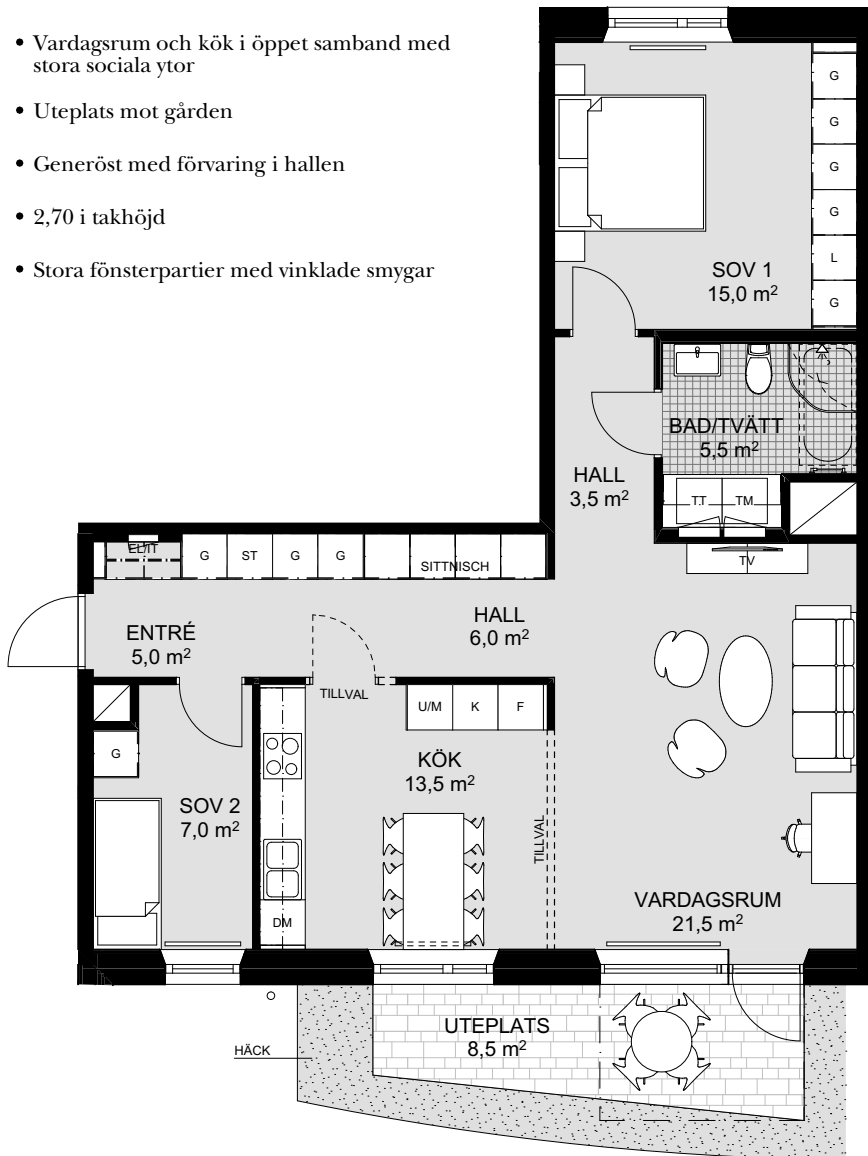 • Vardagsrum och kök i öppet samband med
stora sociala ytor
• Uteplats mot gården
• Generöst med förvaring i hallen
• 2,70 i takhöjd
• Stora fönsterpartier med vinklade smygar
G
G
G
G
L
G
SOV 1
15,0 m²
BAD/TVÄTT
5,5 m²
HALL
3,5 m²
TT
TM
TV
EL/IT
G
ST
G
G
SITTNISCH
ENTRÉ
5,0 m²
HALL
6,0 m²
TILLVAL
U/M
K
F
G
KÖK
13,5 m²
SOV 2
7,0 m²
TILLVAL
DM
VARDAGSRUM
21,5 m²
UTEPLATS
8,5 m²
HÄCK